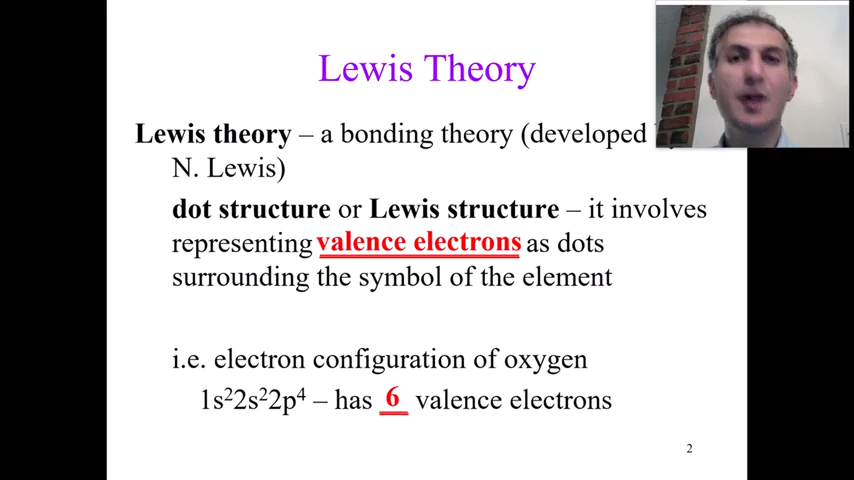 Lewis Theory
Lewis theory – a bonding theory (developed
N. Lewis)
dot structure or Lewis structure – it involves
representing valence electrons as dots
surrounding the symbol of the element
i.e. electron configuration of oxygen
1s²2s²2p⁴ – has 6 valence electrons
2